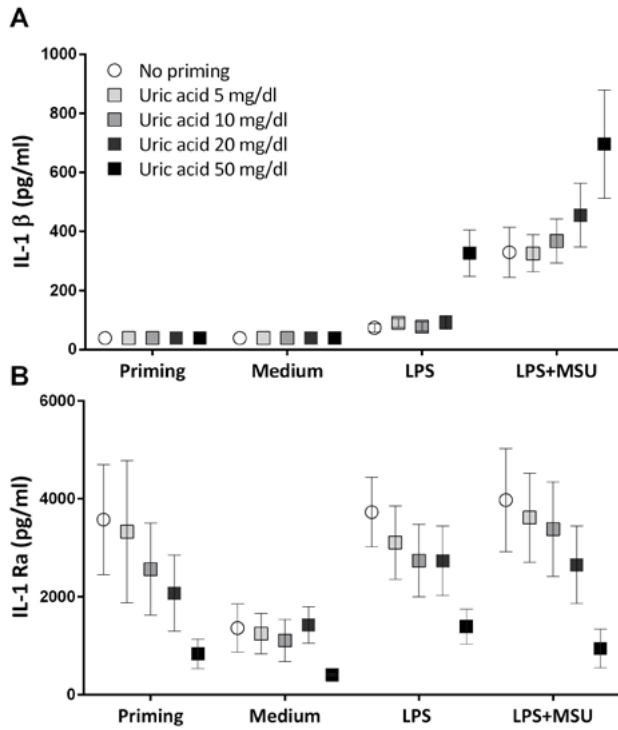 A
1000
800
600
400
200
0
IL-1 β (pg/ml)
No priming
Uric acid 5 mg/dl
Uric acid 10 mg/dl
Uric acid 20 mg/dl
Uric acid 50 mg/dl
Priming Medium LPS LPS+MSU
B
6000
4000
2000
0
IL-1 Ra (pg/ml)
Priming Medium LPS LPS+MSU